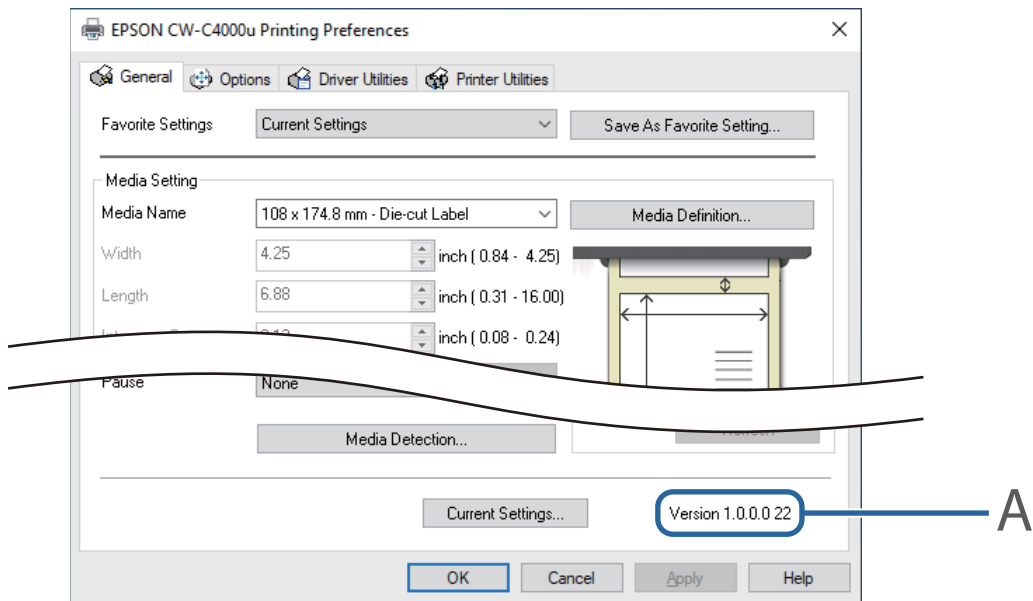 EPSON CW-C4000u Printing Preferences
General Options Driver Utilities Printer Utilities
Favorite Settings Current Settings Save As Favorite Setting...
Media Setting
Media Name 108 x 174.8 mm - Die-cut Label Media Definition...
Width 4.25 inch ( 0.84 - 4.25)
Length 6.88 inch ( 0.31 - 16.00)
inch ( 0.08 - 0.24)
Pause None
Media Detection...
Current Settings... Version 1.0.0.0 22 A
OK Cancel Apply Help